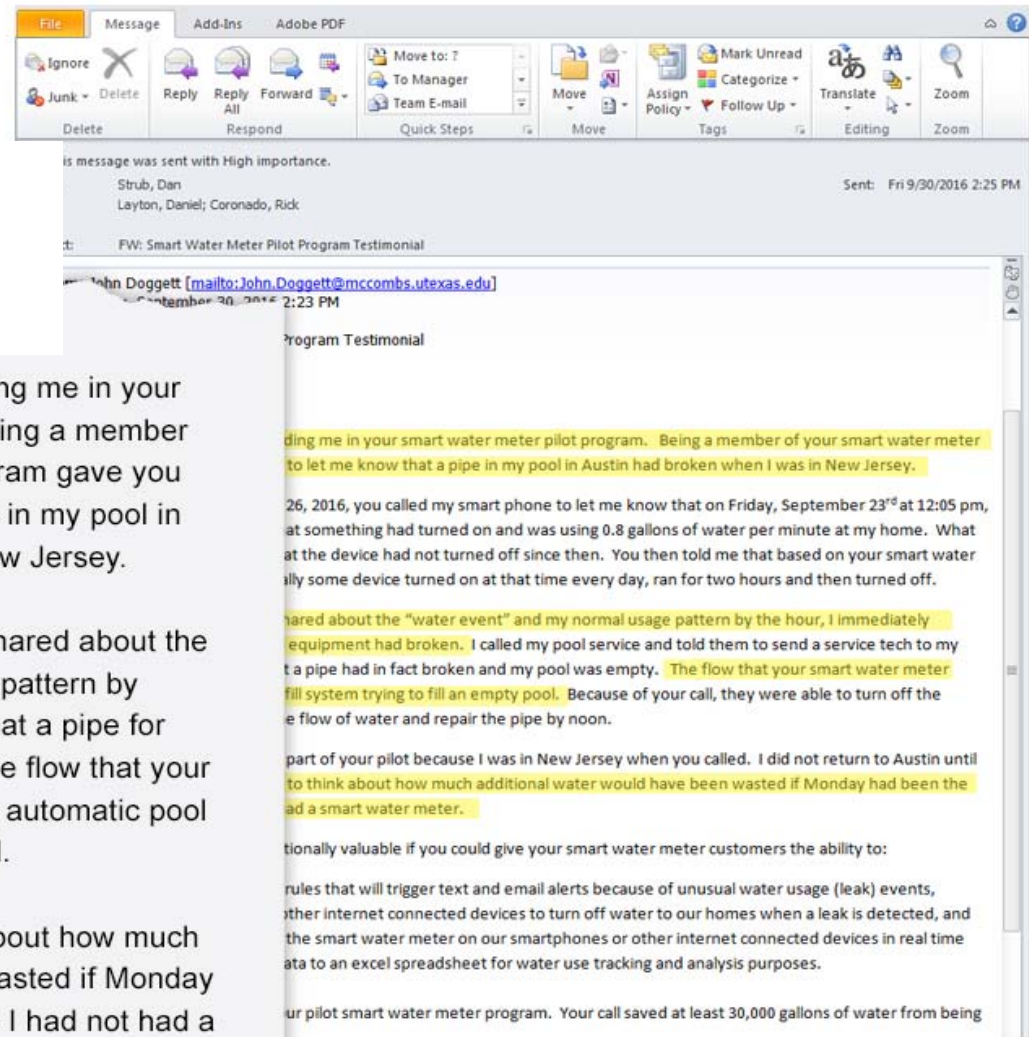 File Message Add-Ins Adobe PDF
Ignore
Junk
Delete
Reply
Reply All
Forward
Move to: ?
To Manager
Team E-mail
Move
Assign Policy
Mark Unread
Categorize
Follow Up
Translate
Zoom
Delete Respond Quick Steps Move Tags Editing Zoom
is message was sent with High importance.
Strub, Dan
Sent: Fri 9/30/2016 2:25 PM
Layton, Daniel; Coronado, Rick
FW: Smart Water Meter Pilot Program Testimonial
John Doggett [mailto:John.Doggett@mccombs.utexas.edu]
September 30, 2016 2:23 PM
Program Testimonial
ding me in your smart water meter pilot program. Being a member of your smart water meter
to let me know that a pipe in my pool in Austin had broken when I was in New Jersey.
26, 2016, you called my smart phone to let me know that on Friday, September 23rd at 12:05 pm,
at something had turned on and was using 0.8 gallons of water per minute at my home. What
at the device had not turned off since then. You then told me that based on your smart water
ally some device turned on at that time every day, ran for two hours and then turned off.
hared about the “water event” and my normal usage pattern by the hour, I immediately
equipment had broken. I called my pool service and told them to send a service tech to my
t a pipe had in fact broken and my pool was empty. The flow that your smart water meter
fill system trying to fill an empty pool. Because of your call, they were able to turn off the
e flow of water and repair the pipe by noon.
part of your pilot because I was in New Jersey when you called. I did not return to Austin until
to think about how much additional water would have been wasted if Monday had been the
ad a smart water meter.
tionally valuable if you could give your smart water meter customers the ability to:
rules that will trigger text and email alerts because of unusual water usage (leak) events,
other internet connected devices to turn off water to our homes when a leak is detected, and
the smart water meter on our smartphones or other internet connected devices in real time
ata to an excel spreadsheet for water use tracking and analysis purposes.
ur pilot smart water meter program. Your call saved at least 30,000 gallons of water from being
ng me in your
ing a member
ram gave you
in my pool in
w Jersey.
hared about the
pattern by
at a pipe for
e flow that your
automatic pool
l.
bout how much
asted if Monday
I had not had a